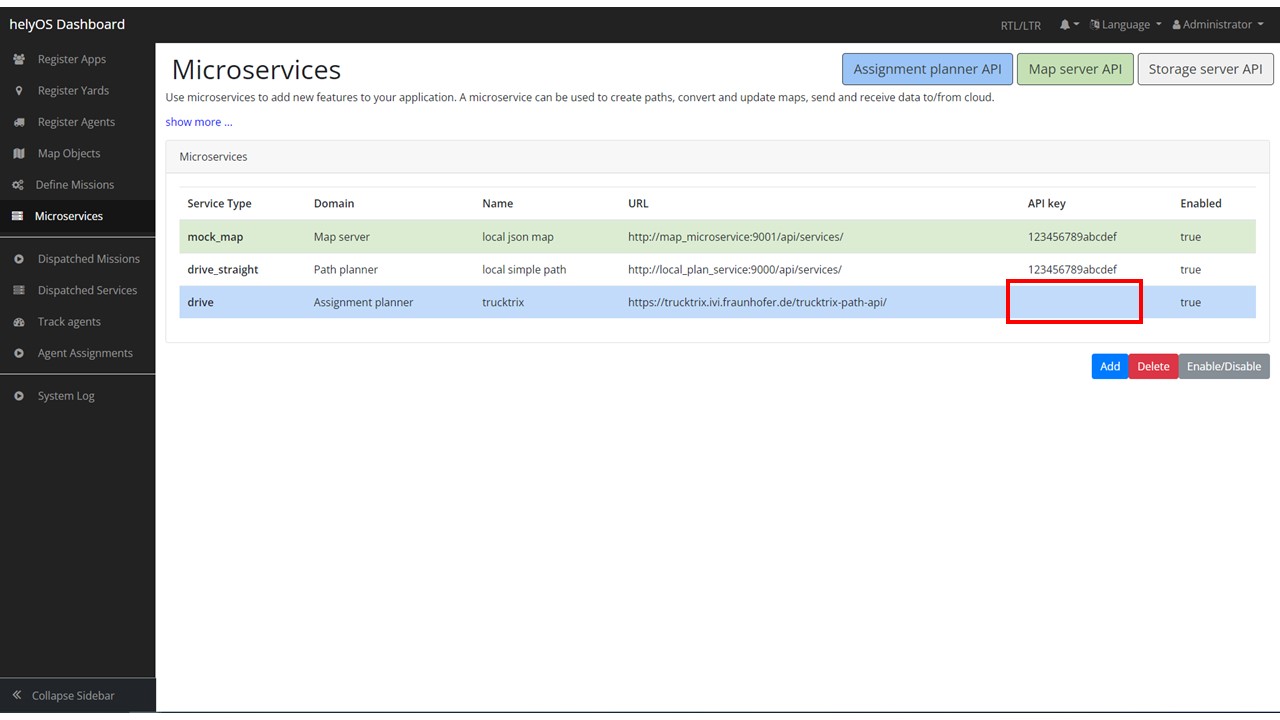 helyOS Dashboard
RTL/LTR
Language
Administrator
Register Apps
Register Yards
Register Agents
Map Objects
Define Missions
Microservices
Dispatched Missions
Dispatched Services
Track agents
Agent Assignments
System Log
Collapse Sidebar
Microservices
Assignment planner API
Map server API
Storage server API
Use microservices to add new features to your application. A microservice can be used to create paths, convert and update maps, send and receive data to/from cloud.
show more ...
Microservices
Service Type Domain Name URL API key Enabled
mock_map Map server local json map http://map_microservice:9001/api/services/ 123456789abcdef true
drive_straight Path planner local simple path http://local_plan_service:9000/api/services/ 123456789abcdef true
drive Assignment planner trucktrix https://trucktrix.ivi.fraunhofer.de/trucktrix-path-api/ true
Add Delete Enable/Disable